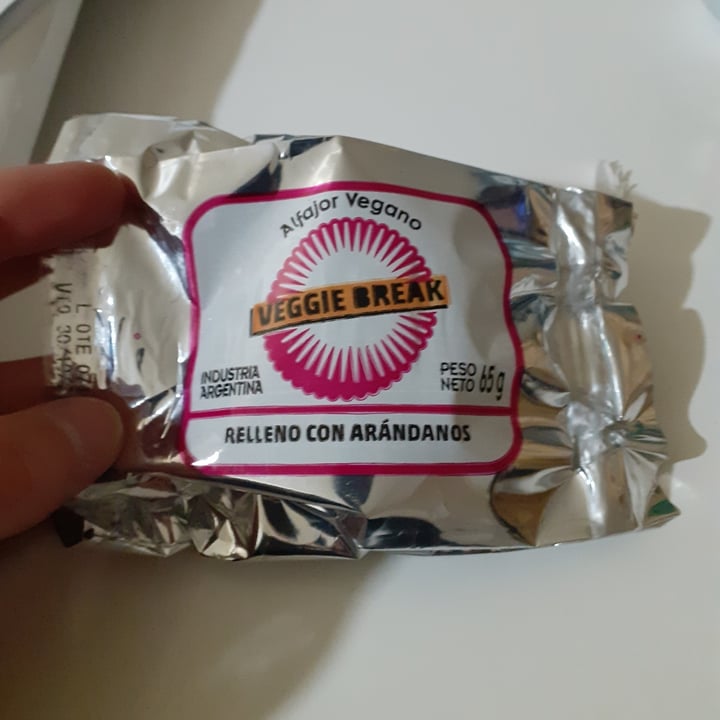 Alfajor Vegano
VEGGIE BREAK
INDUSTRIA
ARGENTINA
PESO
NETO 65 g
RELLENO CON ARÁNDANOS